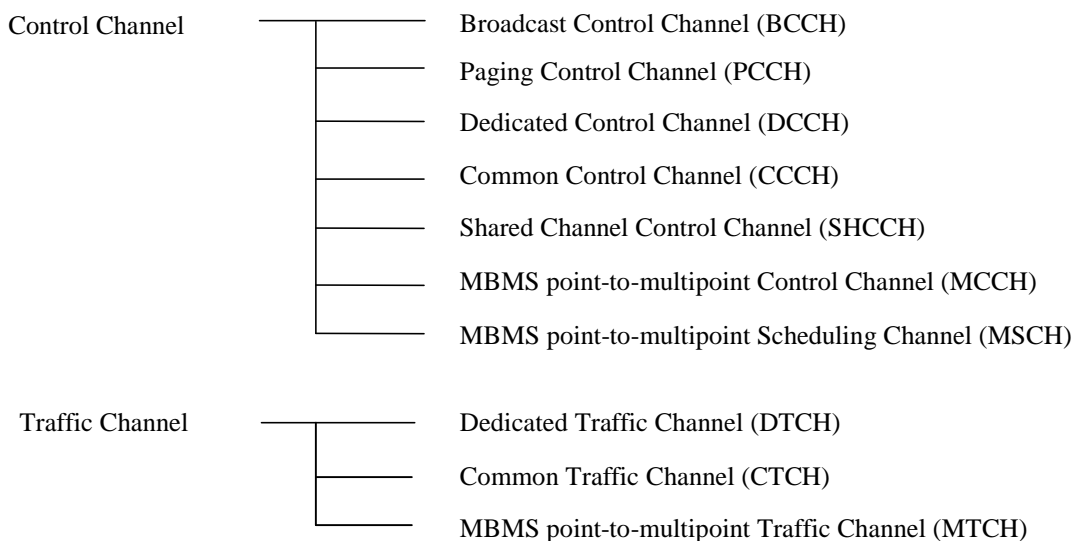 Control Channel
Broadcast Control Channel (BCCH)
Paging Control Channel (PCCH)
Dedicated Control Channel (DCCH)
Common Control Channel (CCCH)
Shared Channel Control Channel (SHCCH)
MBMS point-to-multipoint Control Channel (MCCH)
MBMS point-to-multipoint Scheduling Channel (MSCH)
Traffic Channel
Dedicated Traffic Channel (DTCH)
Common Traffic Channel (CTCH)
MBMS point-to-multipoint Traffic Channel (MTCH)